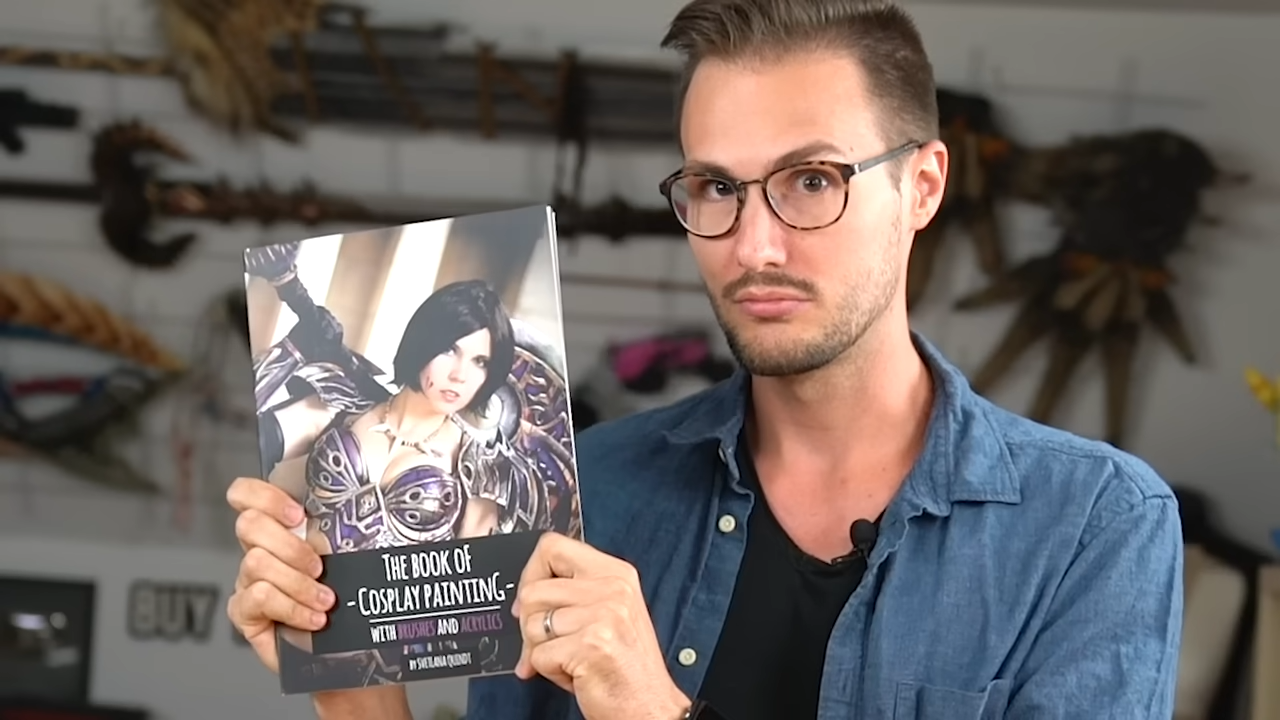 THE BOOK OF
- COSPLAY PAINTING -
WITH BRUSHES AND ACRYLICS
BY SVETLANA QUINDT
BUY